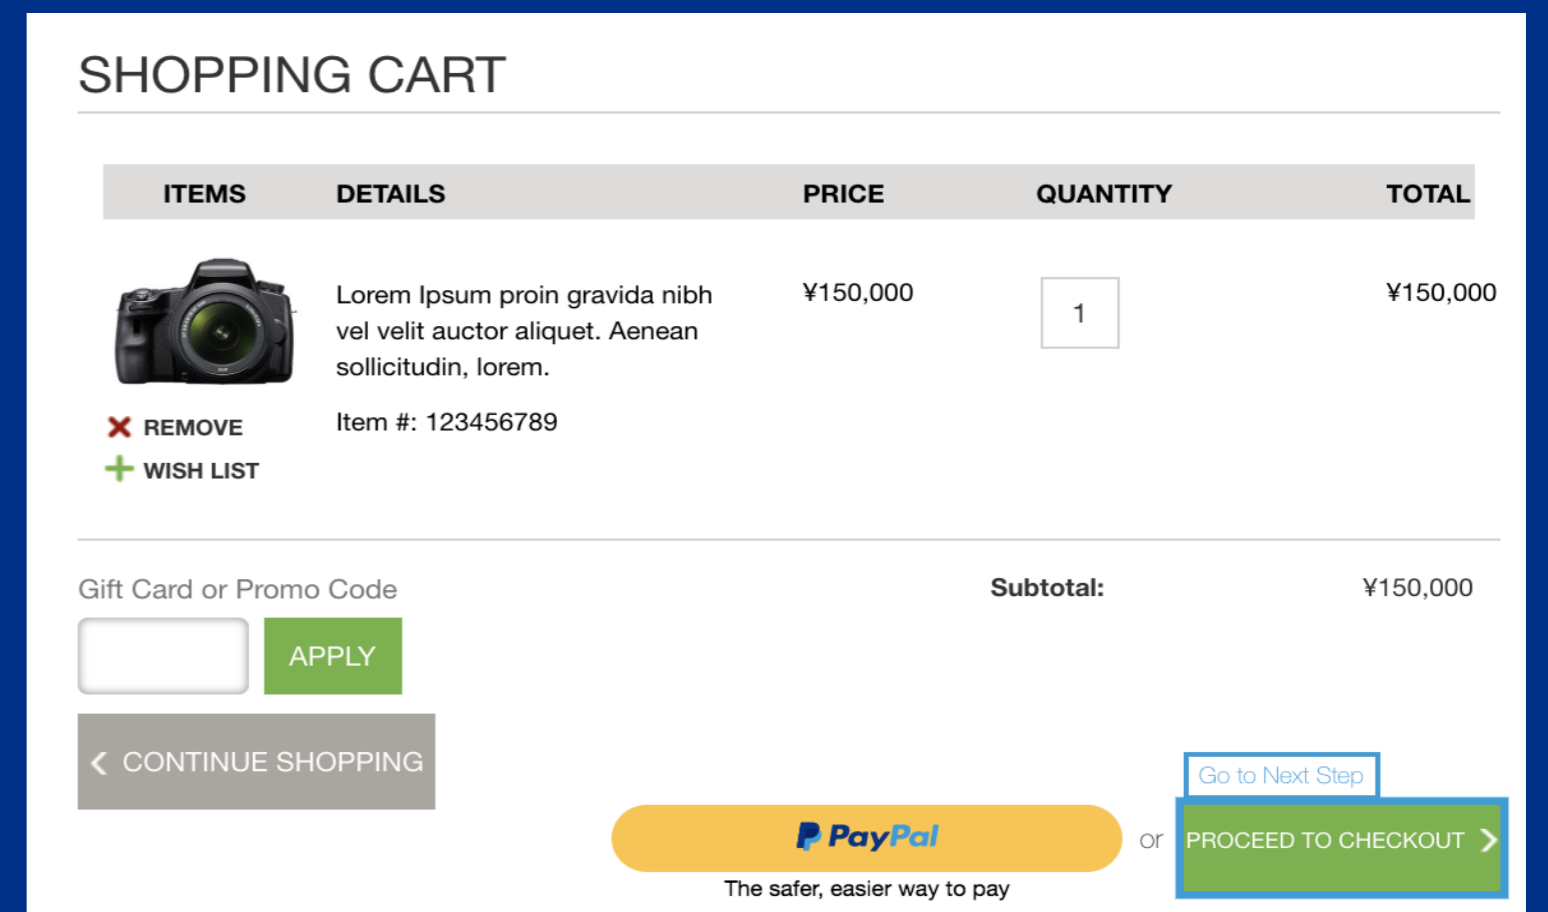 SHOPPING CART
ITEMS DETAILS PRICE QUANTITY TOTAL
Lorem Ipsum proin gravida nibh
vel velit auctor aliquet. Aenean
sollicitudin, lorem.
¥150,000 1 ¥150,000
Item #: 123456789
REMOVE
WISH LIST
Gift Card or Promo Code
APPLY
Subtotal: ¥150,000
CONTINUE SHOPPING
Go to Next Step
PayPal or PROCEED TO CHECKOUT
The safer, easier way to pay